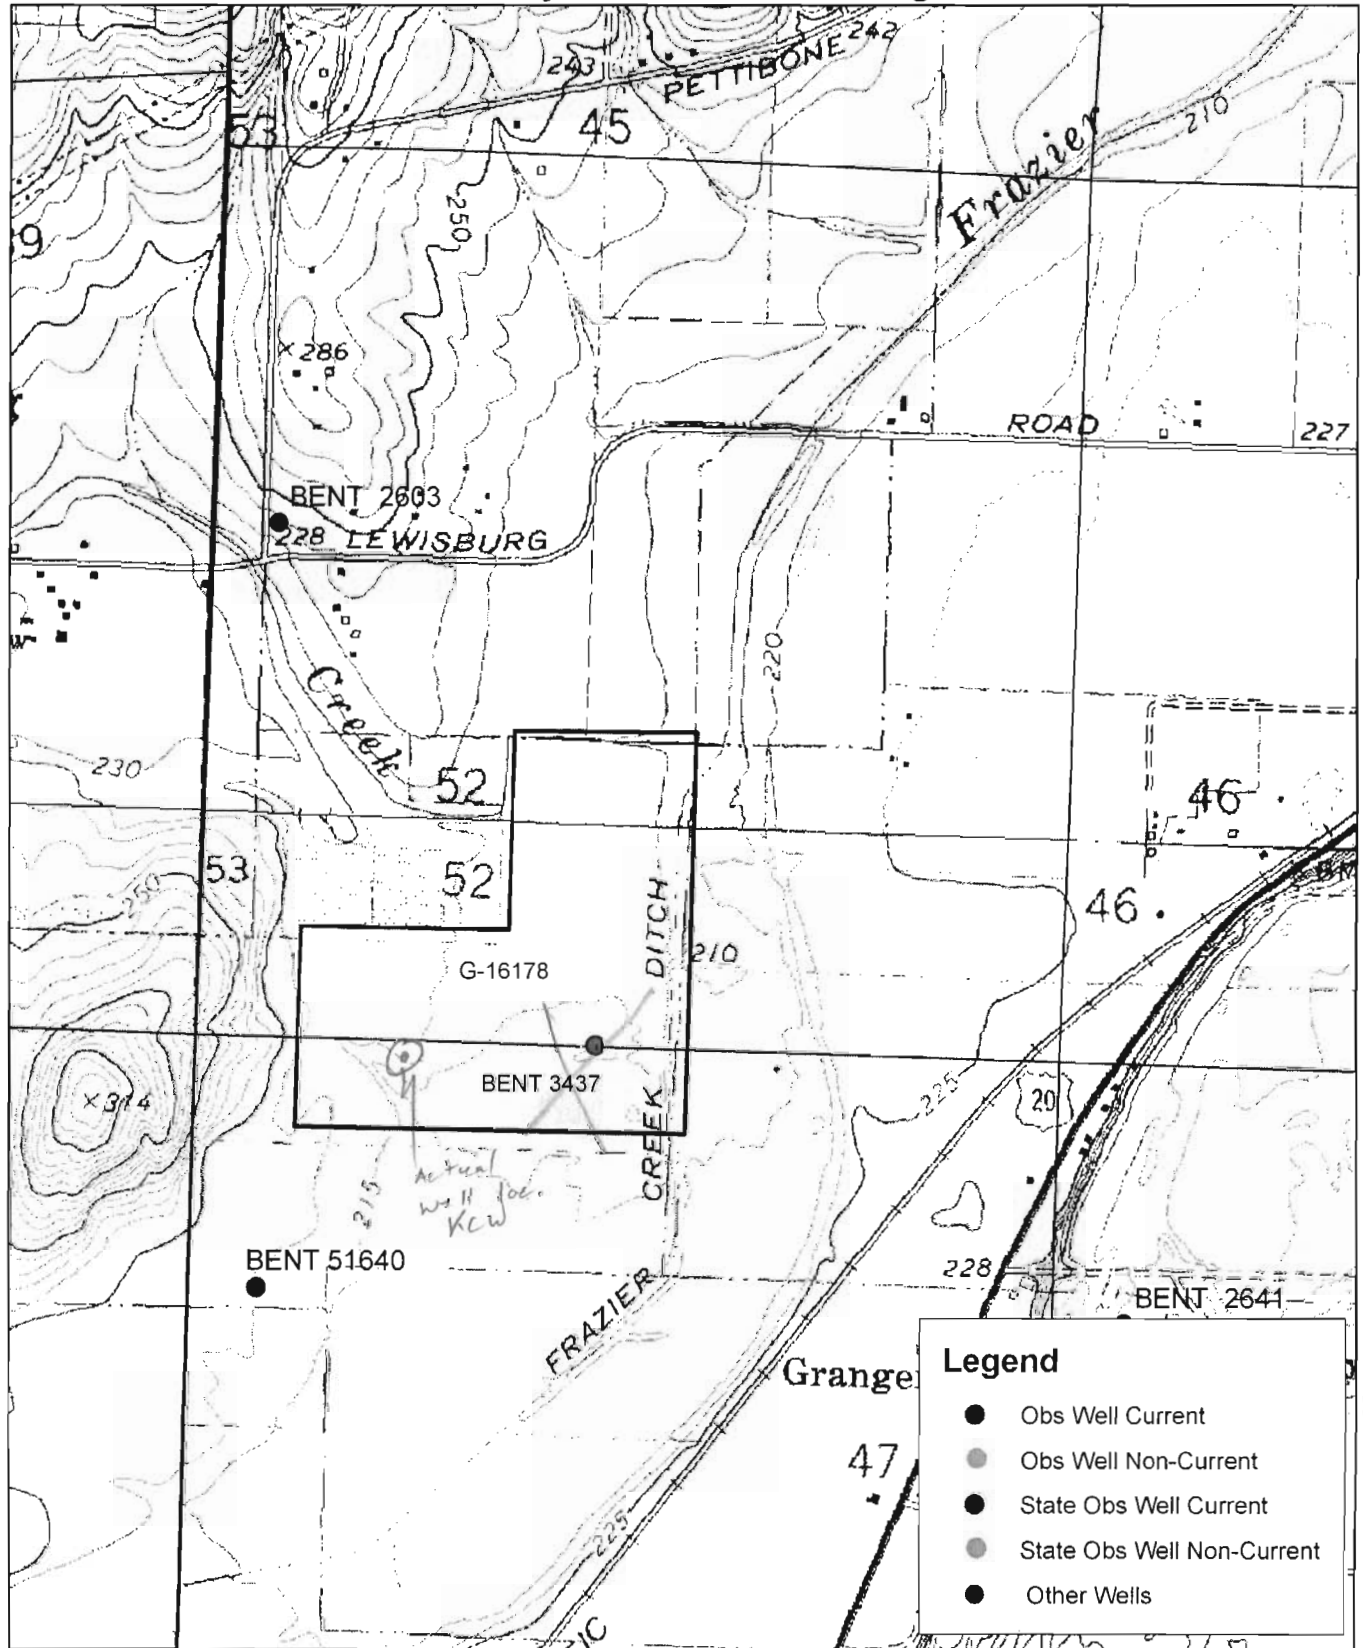 243
PETTIBONE
242
53
45
Frazier
210
250
286
ROAD
227
BENT 2603
228 LEWISBURG
220
Creek
230
52
46
53
52
250
46
DITCH
210
G-16178
BENT 3437
×314
CREEK
225
20
Actual
well loc.
KCW
215
BENT 51640
228
BENT 2641
FRAZIER
Granger
47
225
Legend
Obs Well Current
Obs Well Non-Current
State Obs Well Current
State Obs Well Non-Current
Other Wells